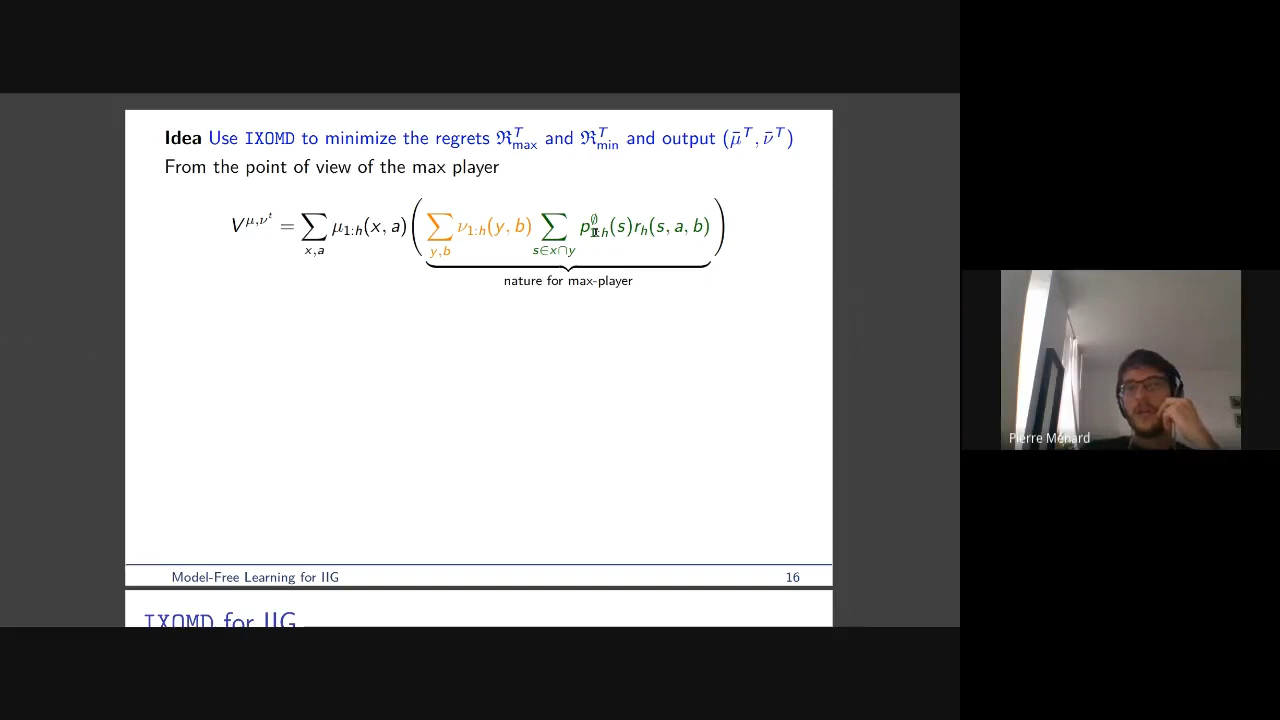 Idea Use IXOMD to minimize the regrets ℜ^T_max and ℜ^T_min and output (μ̄^T, ν̄^T)
From the point of view of the max player
V^{μ,ν^t} = ∑_{x,a} μ_{1:h}(x, a) ( ∑_{y,b} ν_{1:h}(y, b) ∑_{s∈x∩y} p^∅_{1:h}(s) r_h(s, a, b) )
nature for max-player
Model-Free Learning for IIG 16
IXOMD for IIG
Pierre Ménard